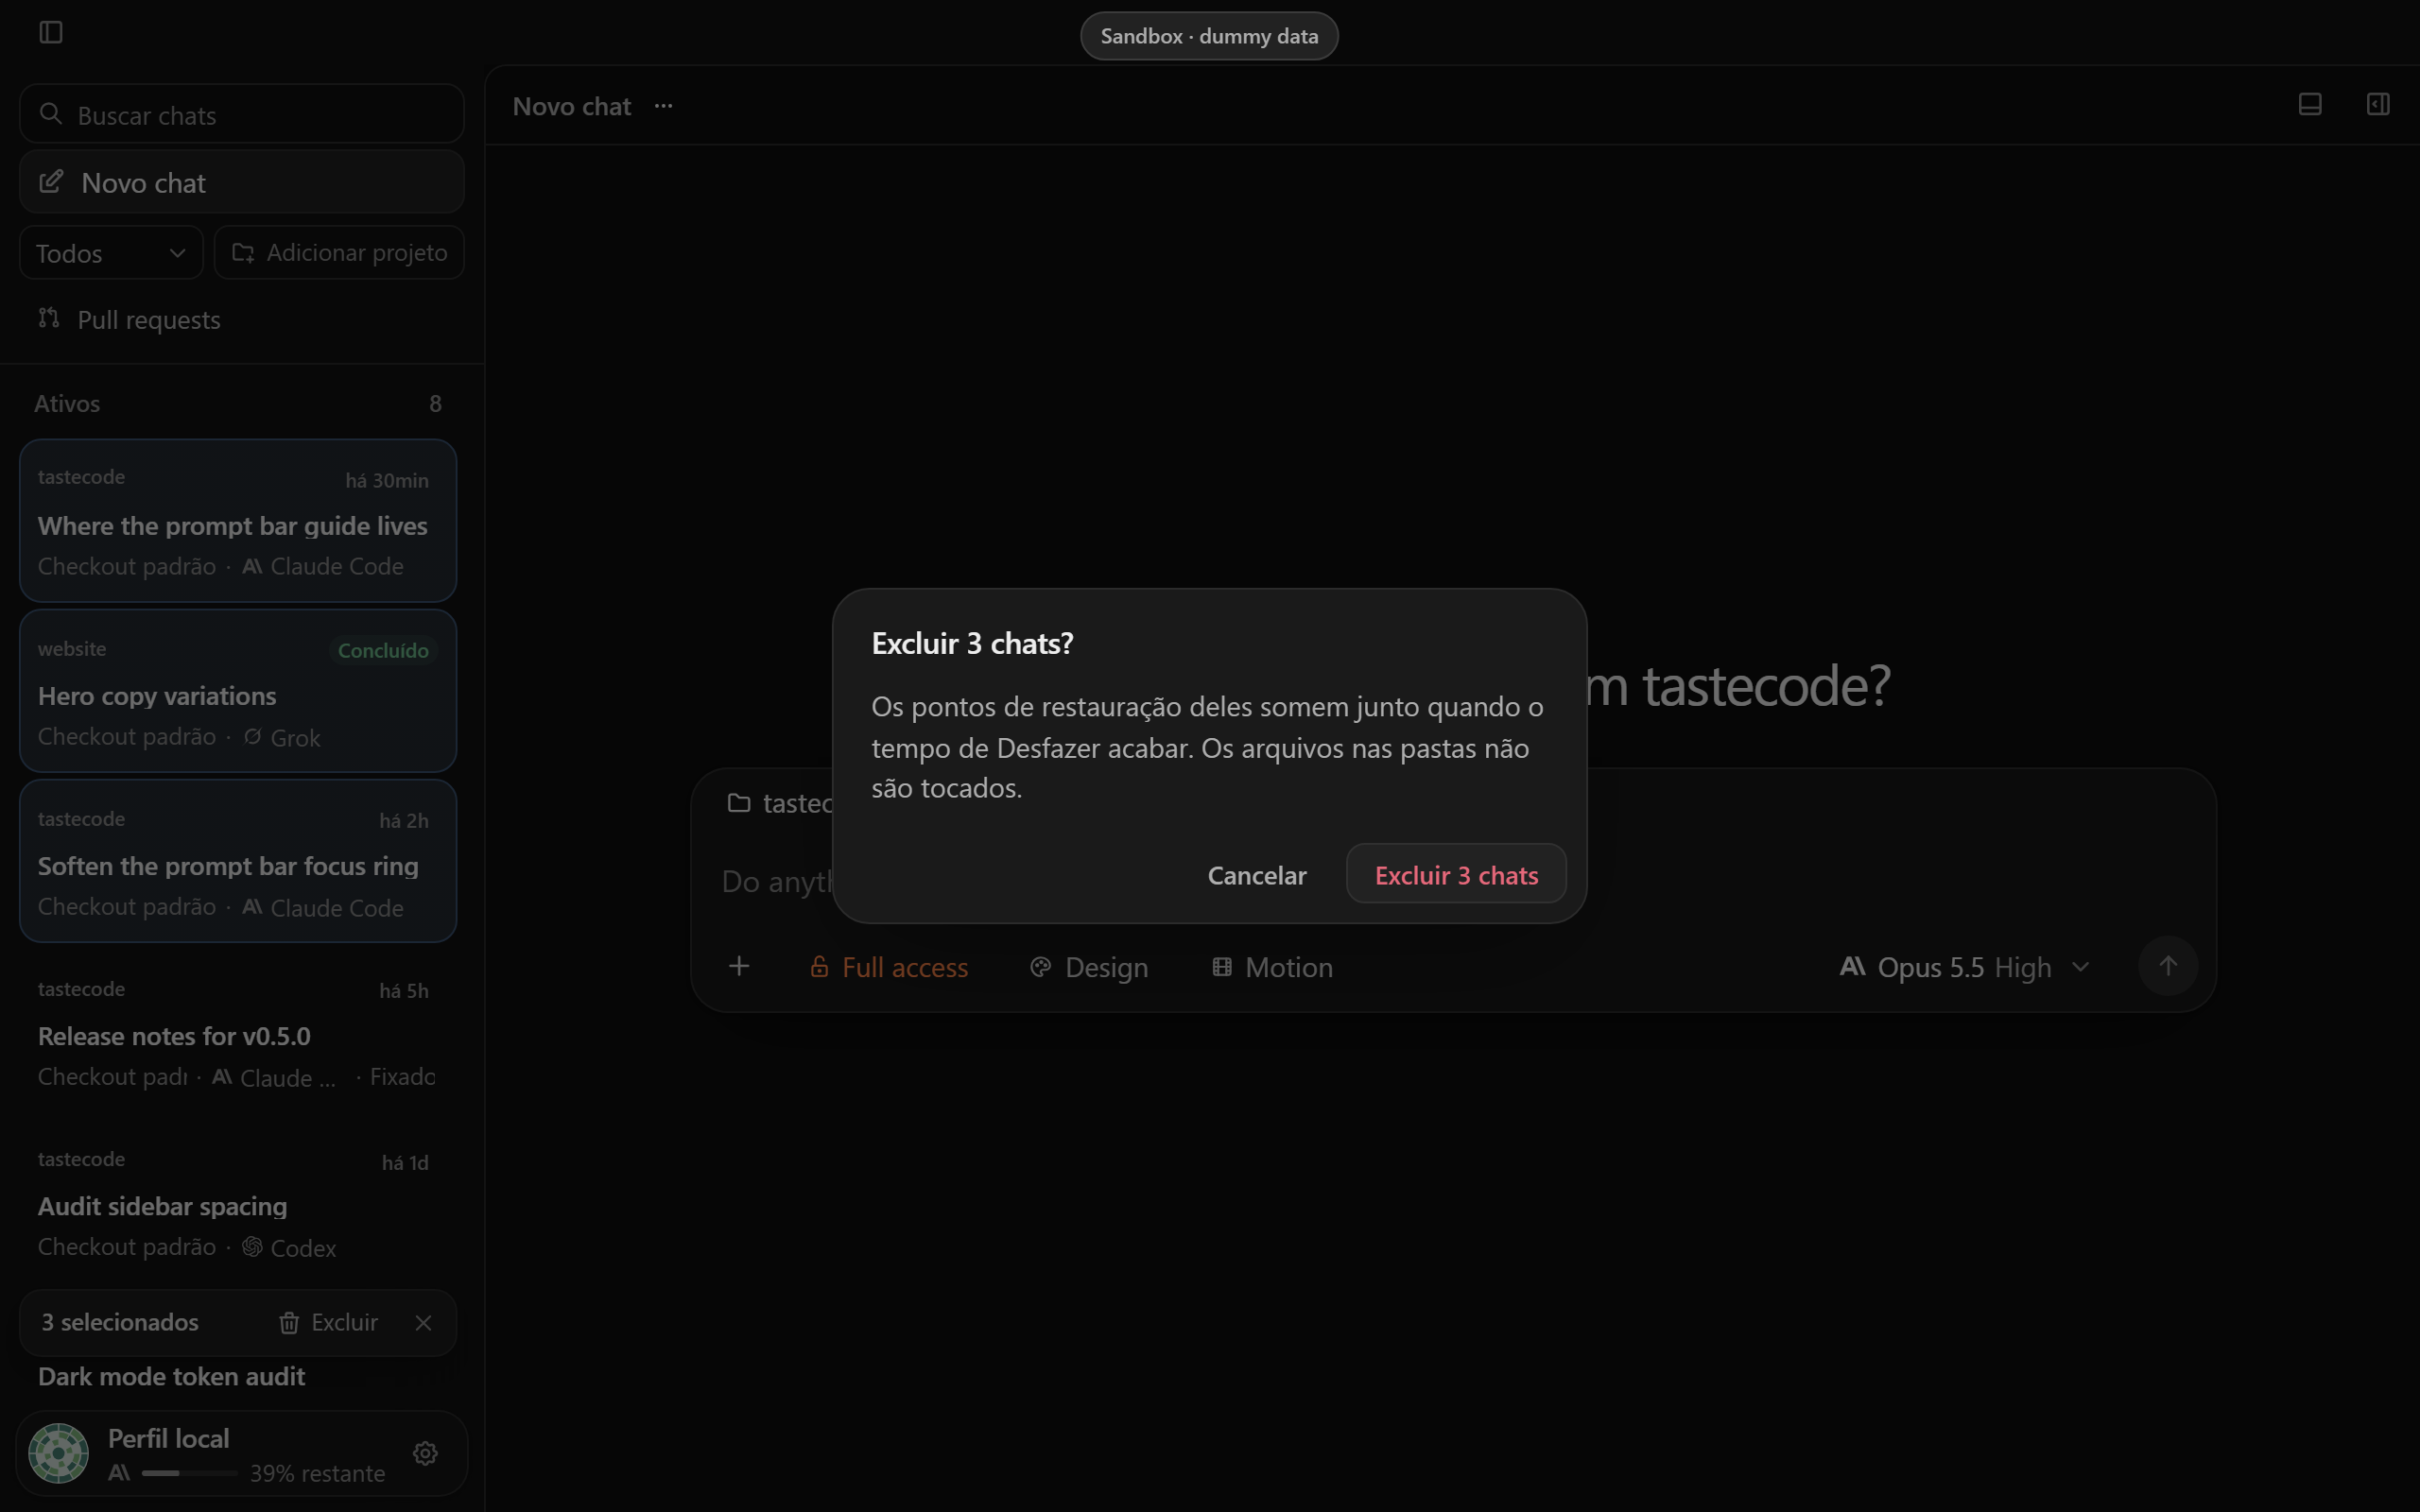 Sandbox · dummy data
Buscar chats
Novo chat
Todos
Adicionar projeto
Pull requests
Ativos 8
tastecode há 30min
Where the prompt bar guide lives
Checkout padrão · Claude Code
website Concluído
Hero copy variations
Checkout padrão · Grok
tastecode há 2h
Soften the prompt bar focus ring
Checkout padrão · Claude Code
tastecode há 5h
Release notes for v0.5.0
Checkout padr · Claude ... · Fixado
tastecode há 1d
Audit sidebar spacing
Checkout padrão · Codex
3 selecionados Excluir
Dark mode token audit
Perfil local
39% restante
Novo chat ...
m tastecode?
Excluir 3 chats?
Os pontos de restauração deles somem junto quando o
tempo de Desfazer acabar. Os arquivos nas pastas não
são tocados.
Cancelar Excluir 3 chats
tastec
Do anyth
Full access Design Motion Opus 5.5 High